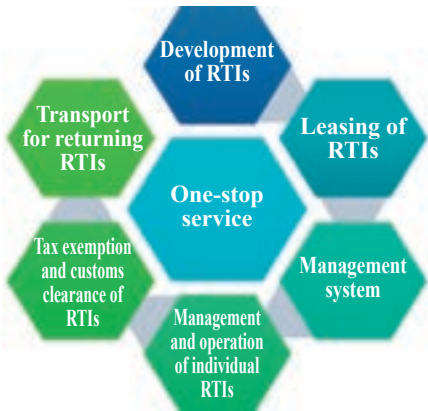 Development
of RTIs
Leasing of
RTIs
Management
system
Management
and operation
of individual
RTIs
Tax exemption
and customs
clearance of
RTIs
Transport
for returning
RTIs
One-stop
service